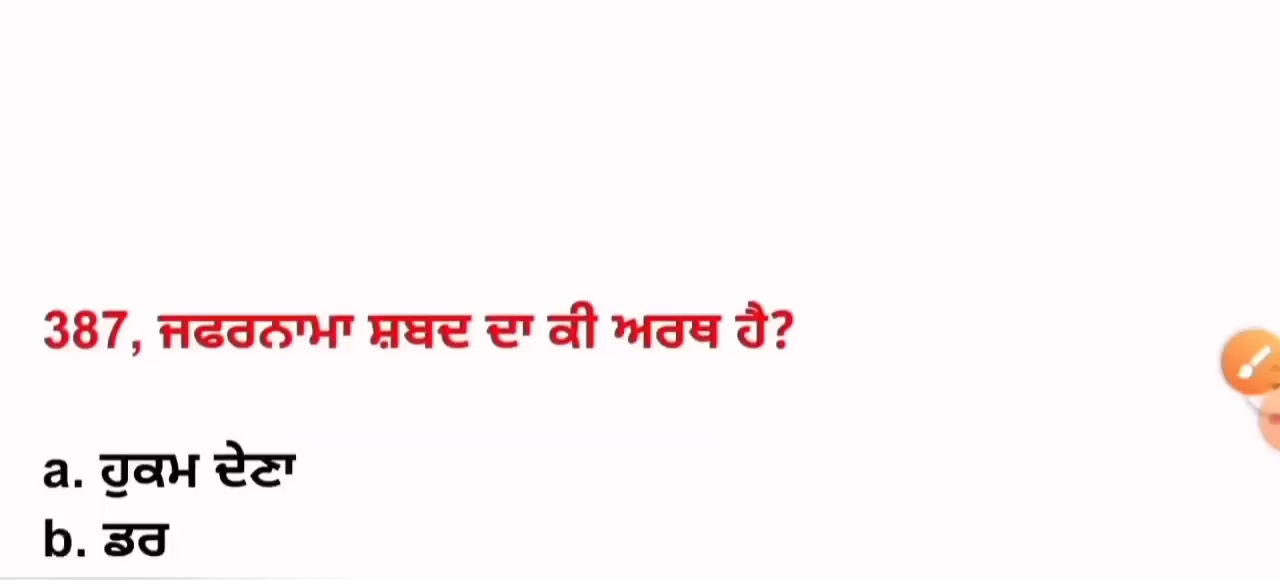 387, ਜਫਰਨਾਮਾ ਸ਼ਬਦ ਦਾ ਕੀ ਅਰਥ ਹੈ?
a. ਹੁਕਮ ਦੇਣਾ
b. ਡਰ